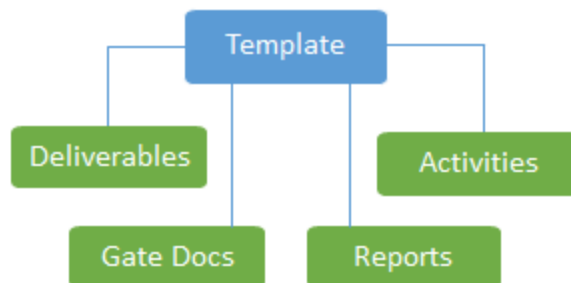 Template
Deliverables
Activities
Gate Docs
Reports